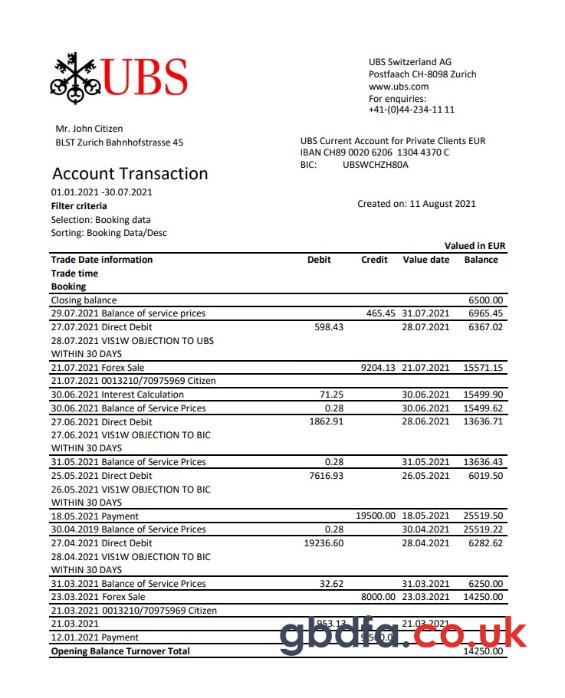 UBS
UBS Switzerland AG
Postfaach CH-8098 Zurich
www.ubs.com
For enquiries:
+41-(0)44-234-11 11
Mr. John Citizen
BLST Zurich Bahnhofstrasse 45
UBS Current Account for Private Clients EUR
IBAN CH89 0020 6206 1304 4370 C
BIC: UBSWCHZH80A
Account Transaction
01.01.2021 -30.07.2021
Filter criteria
Created on: 11 August 2021
Selection: Booking data
Sorting: Booking Data/Desc
Valued in EUR
Trade Date information Debit Credit Value date Balance
Trade time
Booking
Closing balance 6500.00
29.07.2021 Balance of service prices 465.45 31.07.2021 6965.45
27.07.2021 Direct Debit 598.43 28.07.2021 6367.02
28.07.2021 VIS1W OBJECTION TO UBS
WITHIN 30 DAYS
21.07.2021 Forex Sale 9204.13 21.07.2021 15571.15
21.07.2021 0013210/70975969 Citizen
30.06.2021 Interest Calculation 71.25 30.06.2021 15499.90
30.06.2021 Balance of Service Prices 0.28 30.06.2021 15499.62
27.06.2021 Direct Debit 1862.91 28.06.2021 13636.71
27.06.2021 VIS1W OBJECTION TO BIC
WITHIN 30 DAYS
31.05.2021 Balance of Service Prices 0.28 31.05.2021 13636.43
25.05.2021 Direct Debit 7616.93 26.05.2021 6019.50
26.05.2021 VIS1W OBJECTION TO BIC
WITHIN 30 DAYS
18.05.2021 Payment 19500.00 18.05.2021 25519.50
30.04.2019 Balance of Service Prices 0.28 30.04.2021 25519.22
27.04.2021 Direct Debit 19236.60 28.04.2021 6282.62
28.04.2021 VIS1W OBJECTION TO BIC
WITHIN 30 DAYS
31.03.2021 Balance of Service Prices 32.62 31.03.2021 6250.00
23.03.2021 Forex Sale 8000.00 23.03.2021 14250.00
21.03.2021 0013210/70975969 Citizen
21.03.2021 21.03.2021
12.01.2021 Payment
Opening Balance Turnover Total 14250.00
gbdfa.co.uk